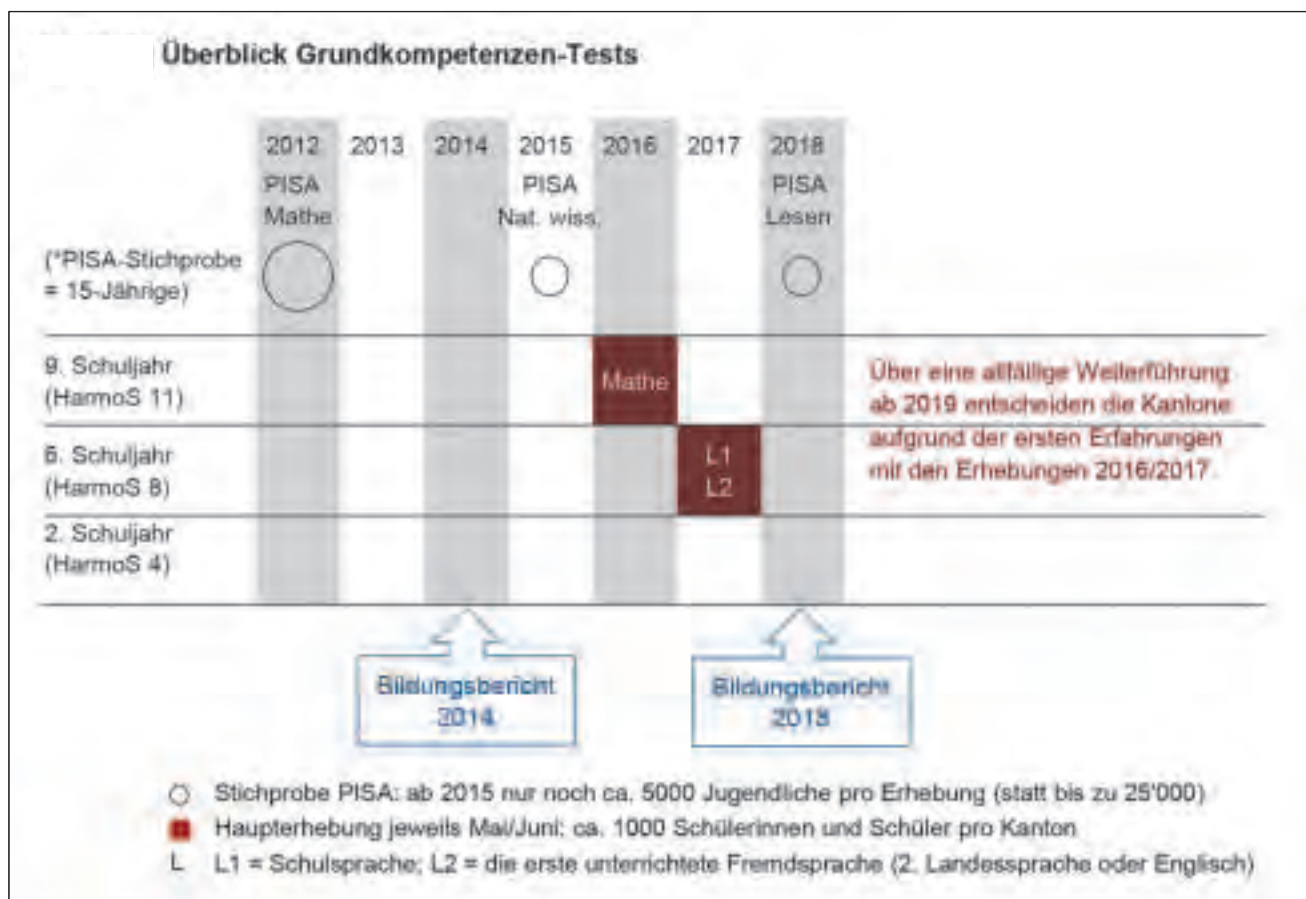 Überblick Grundkompetenzen-Tests
2012 2013 2014 2015 2016 2017 2018
PISA PISA PISA
Mathe Nat. wiss. Lesen
(*PISA-Stichprobe
= 15-Jährige)
9. Schuljahr
(HarmoS 11)
Mathe
Über eine allfällige Weiterführung
ab 2019 entscheiden die Kantone
aufgrund der ersten Erfahrungen
mit den Erhebungen 2016/2017.
6. Schuljahr
(HarmoS 8)
L1
L2
2. Schuljahr
(HarmoS 4)
Bildungsbericht
2014
Bildungsbericht
2018
Stichprobe PISA: ab 2015 nur noch ca. 5000 Jugendliche pro Erhebung (statt bis zu 25'000)
Haupterhebung jeweils Mai/Juni; ca. 1000 Schülerinnen und Schüler pro Kanton
L L1 = Schulsprache; L2 = die erste unterrichtete Fremdsprache (2. Landessprache oder Englisch)